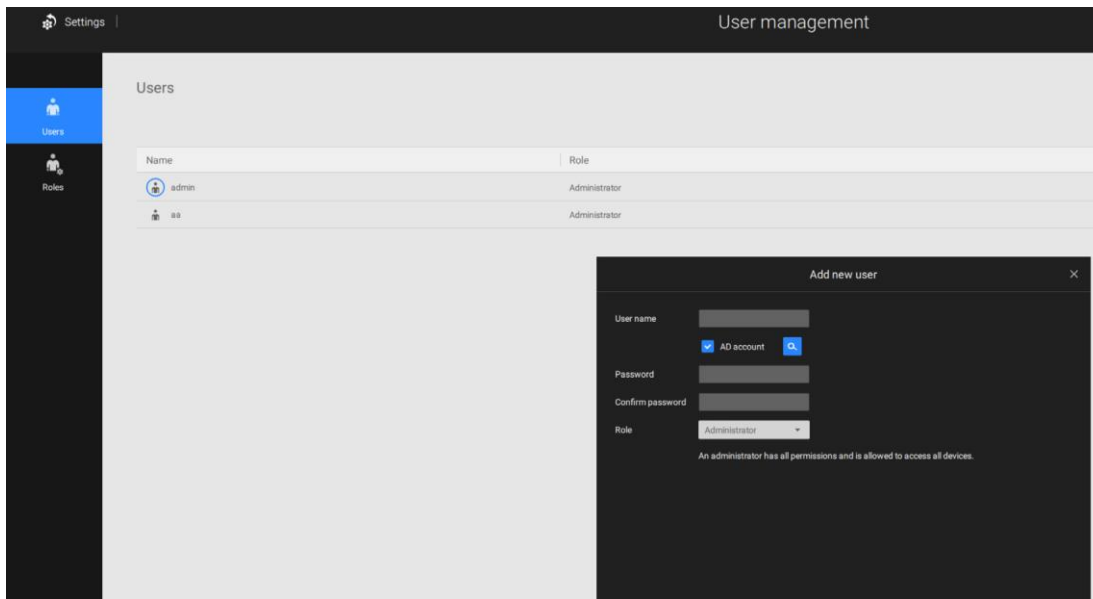 Settings
User management
Users
Roles
Users
Name Role
admin Administrator
aa Administrator
Add new user
User name
AD account
Password
Confirm password
Role Administrator
An administrator has all permissions and is allowed to access all devices.